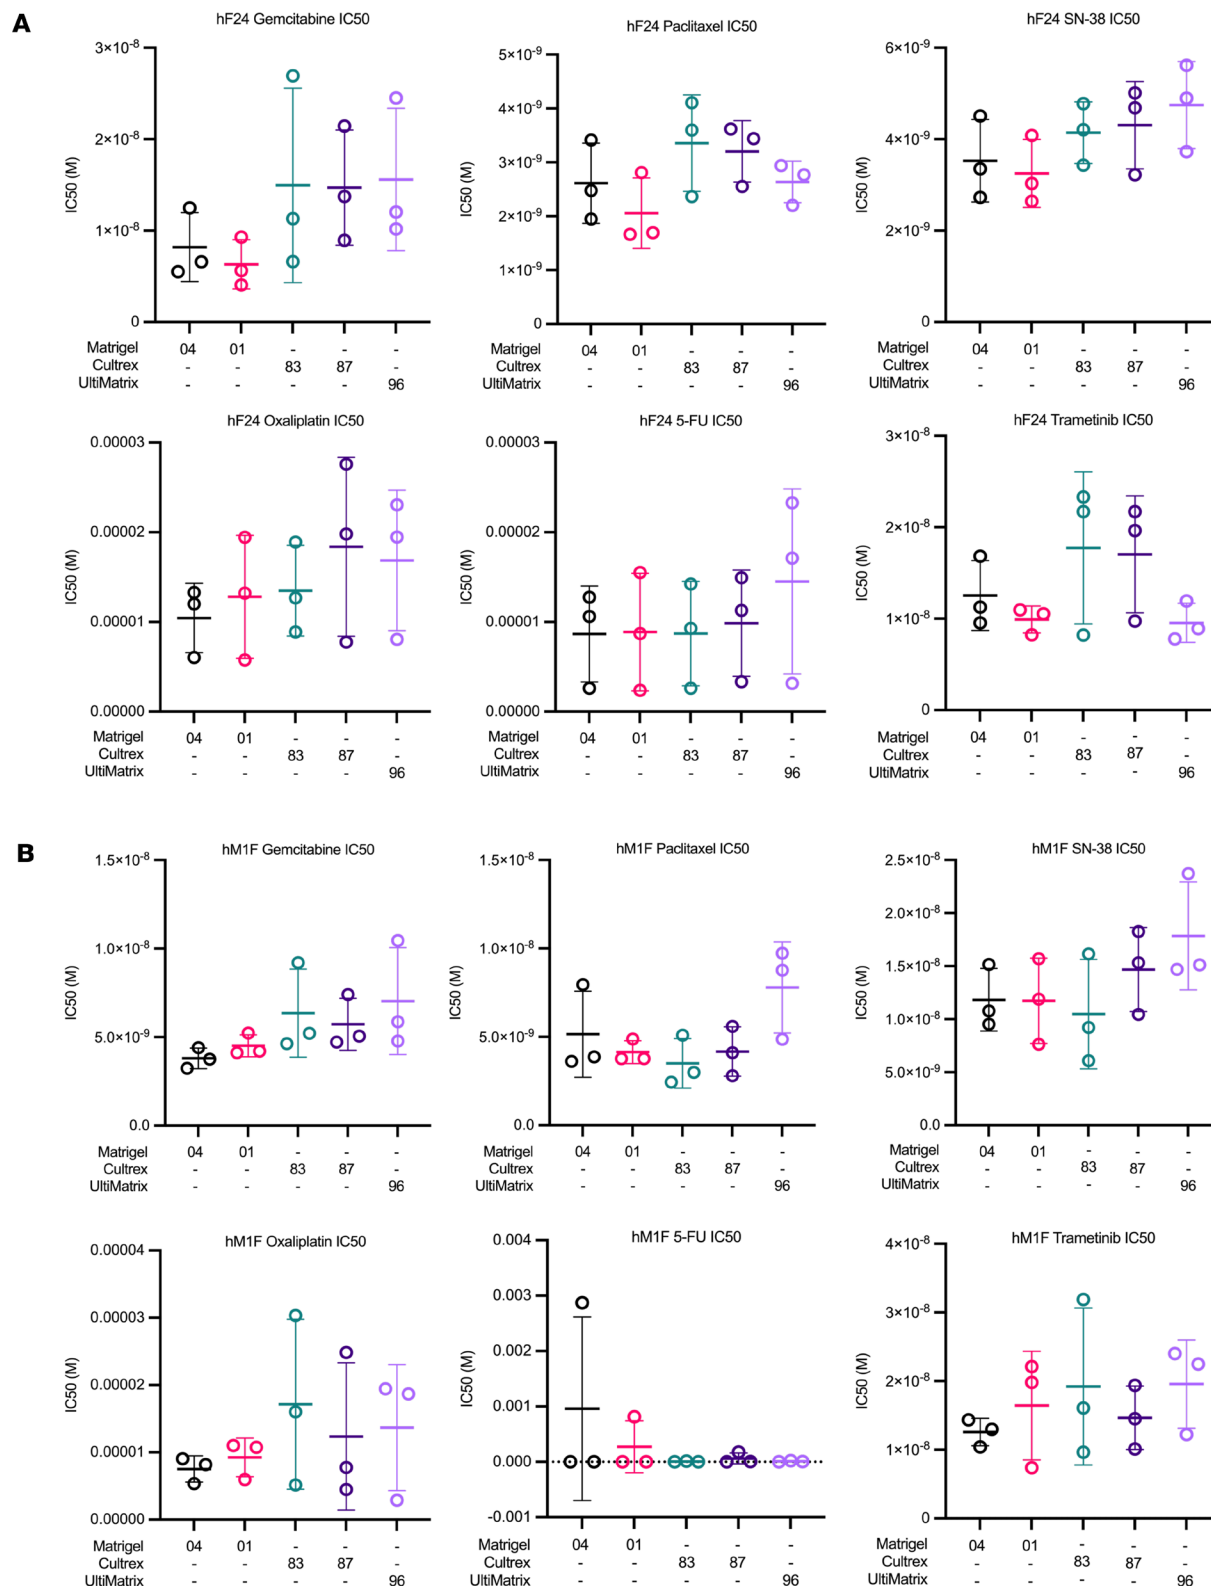 A
hF24 Gemcitabine IC50
IC50 (M)
3×10⁻⁸
2×10⁻⁸
1×10⁻⁸
0
Matrigel 04 01 - - -
Cultrex - - 83 87 -
UltiMatrix - - - - 96
hF24 Paclitaxel IC50
IC50 (M)
5×10⁻⁹
4×10⁻⁹
3×10⁻⁹
2×10⁻⁹
1×10⁻⁹
0
04 01 - - -
- - 83 87 -
- - - - 96
hF24 SN-38 IC50
IC50 (M)
6×10⁻⁹
4×10⁻⁹
2×10⁻⁹
0
04 01 - - -
- - 83 87 -
- - - - 96
hF24 Oxaliplatin IC50
IC50 (M)
0.00003
0.00002
0.00001
0.00000
Matrigel 04 01 - - -
Cultrex - - 83 87 -
UltiMatrix - - - - 96
hF24 5-FU IC50
IC50 (M)
0.00003
0.00002
0.00001
0.00000
Matrigel 04 01 - - -
Cultrex - - 83 87 -
UltiMatrix - - - - 96
hF24 Trametinib IC50
IC50 (M)
3×10⁻⁸
2×10⁻⁸
1×10⁻⁸
0
Matrigel 04 01 - - -
Cultrex - - 83 87 -
UltiMatrix - - - - 96
B
hM1F Gemcitabine IC50
IC50 (M)
1.5×10⁻⁸
1.0×10⁻⁸
5.0×10⁻⁹
0.0
Matrigel 04 01 - - -
Cultrex - - 83 87 -
UltiMatrix - - - - 96
hM1F Paclitaxel IC50
IC50 (M)
1.5×10⁻⁸
1.0×10⁻⁸
5.0×10⁻⁹
0.0
Matrigel 04 01 - - -
Cultrex - - 83 87 -
UltiMatrix - - - - 96
hM1F SN-38 IC50
IC50 (M)
2.5×10⁻⁸
2.0×10⁻⁸
1.5×10⁻⁸
1.0×10⁻⁸
5.0×10⁻⁹
0.0
Matrigel 04 01 - - -
Cultrex - - 83 87 -
UltiMatrix - - - - 96
hM1F Oxaliplatin IC50
IC50 (M)
0.00004
0.00003
0.00002
0.00001
0.00000
Matrigel 04 01 - - -
Cultrex - - 83 87 -
UltiMatrix - - - - 96
hM1F 5-FU IC50
IC50 (M)
0.004
0.003
0.002
0.001
0.000
-0.001
Matrigel 04 01 - - -
Cultrex - - 83 87 -
UltiMatrix - - - - 96
hM1F Trametinib IC50
IC50 (M)
4×10⁻⁸
3×10⁻⁸
2×10⁻⁸
1×10⁻⁸
0
Matrigel 04 01 - - -
Cultrex - - 83 87 -
UltiMatrix - - - - 96